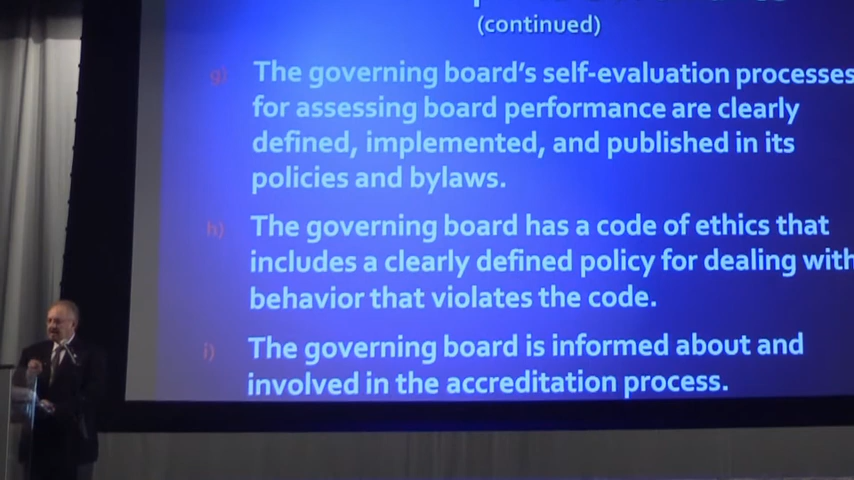 (continued)
g) The governing board's self-evaluation processes
for assessing board performance are clearly
defined, implemented, and published in its
policies and bylaws.
h) The governing board has a code of ethics that
includes a clearly defined policy for dealing with
behavior that violates the code.
i) The governing board is informed about and
involved in the accreditation process.